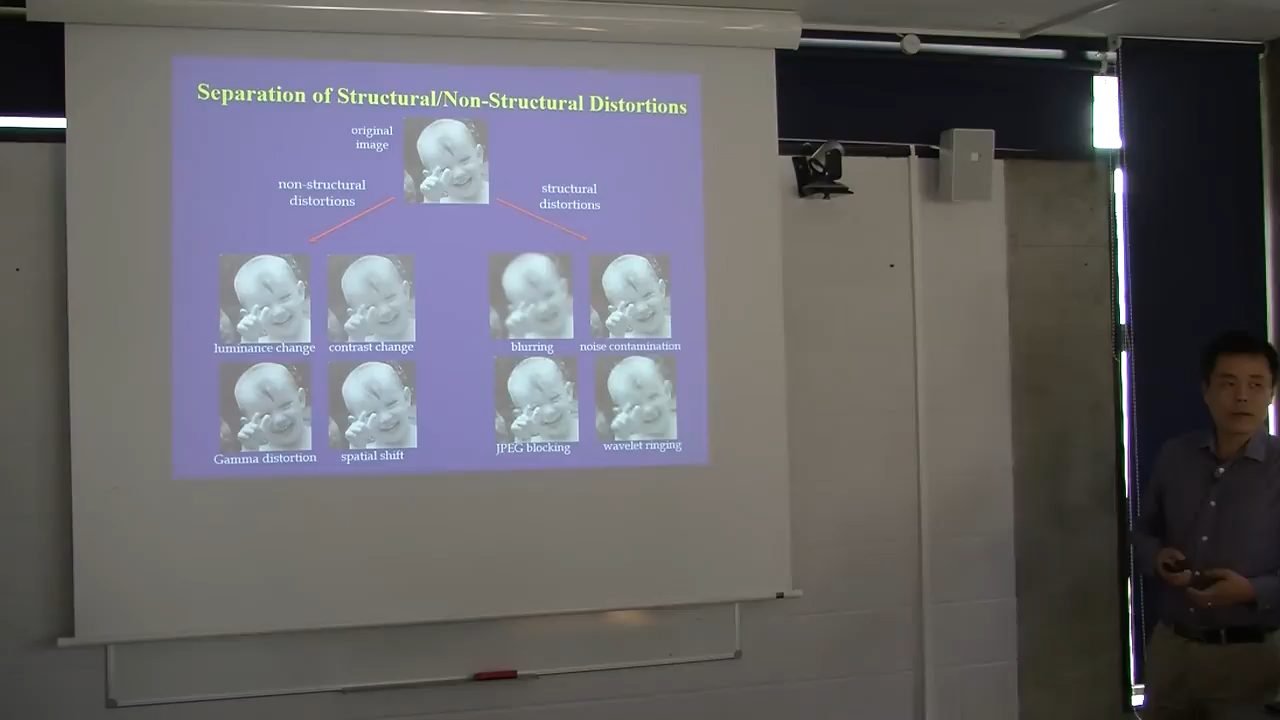 Separation of Structural/Non-Structural Distortions
original
image
non-structural
distortions
structural
distortions
luminance change
contrast change
blurring
noise contamination
Gamma distortion
spatial shift
JPEG blocking
wavelet ringing